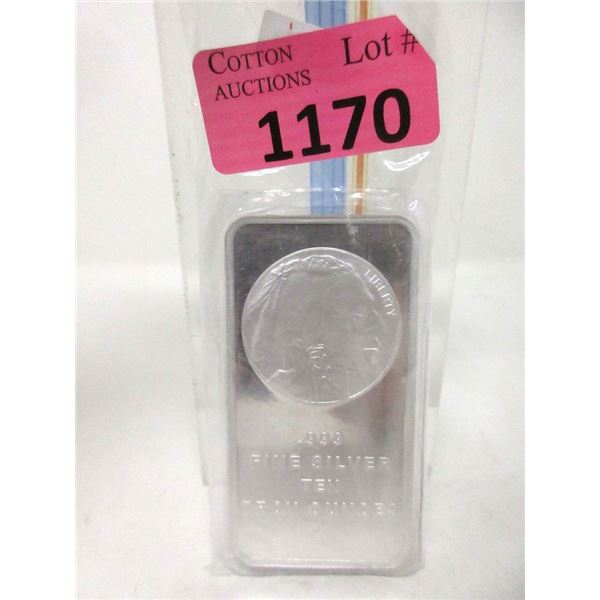 COTTON Lot #
AUCTIONS
1170
LIBERTY
.999
FINE SILVER
TEN
TROY OUNCES